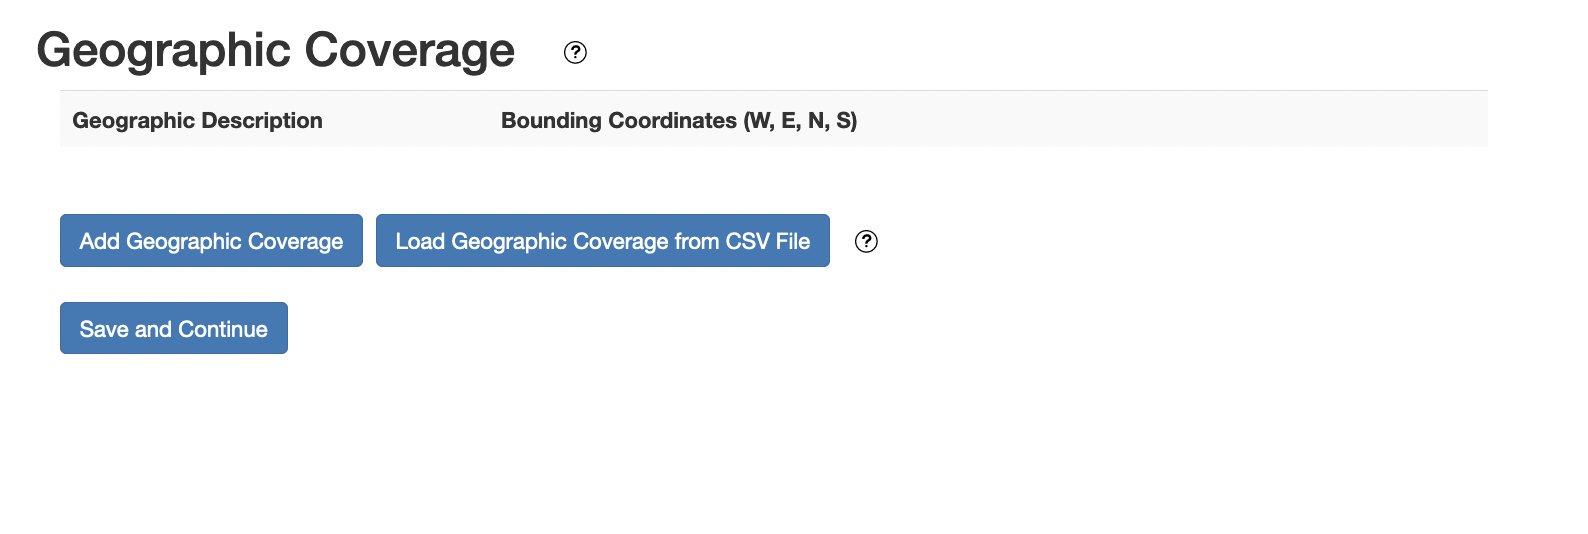 Geographic Coverage ?
Geographic Description Bounding Coordinates (W, E, N, S)
Add Geographic Coverage Load Geographic Coverage from CSV File ?
Save and Continue